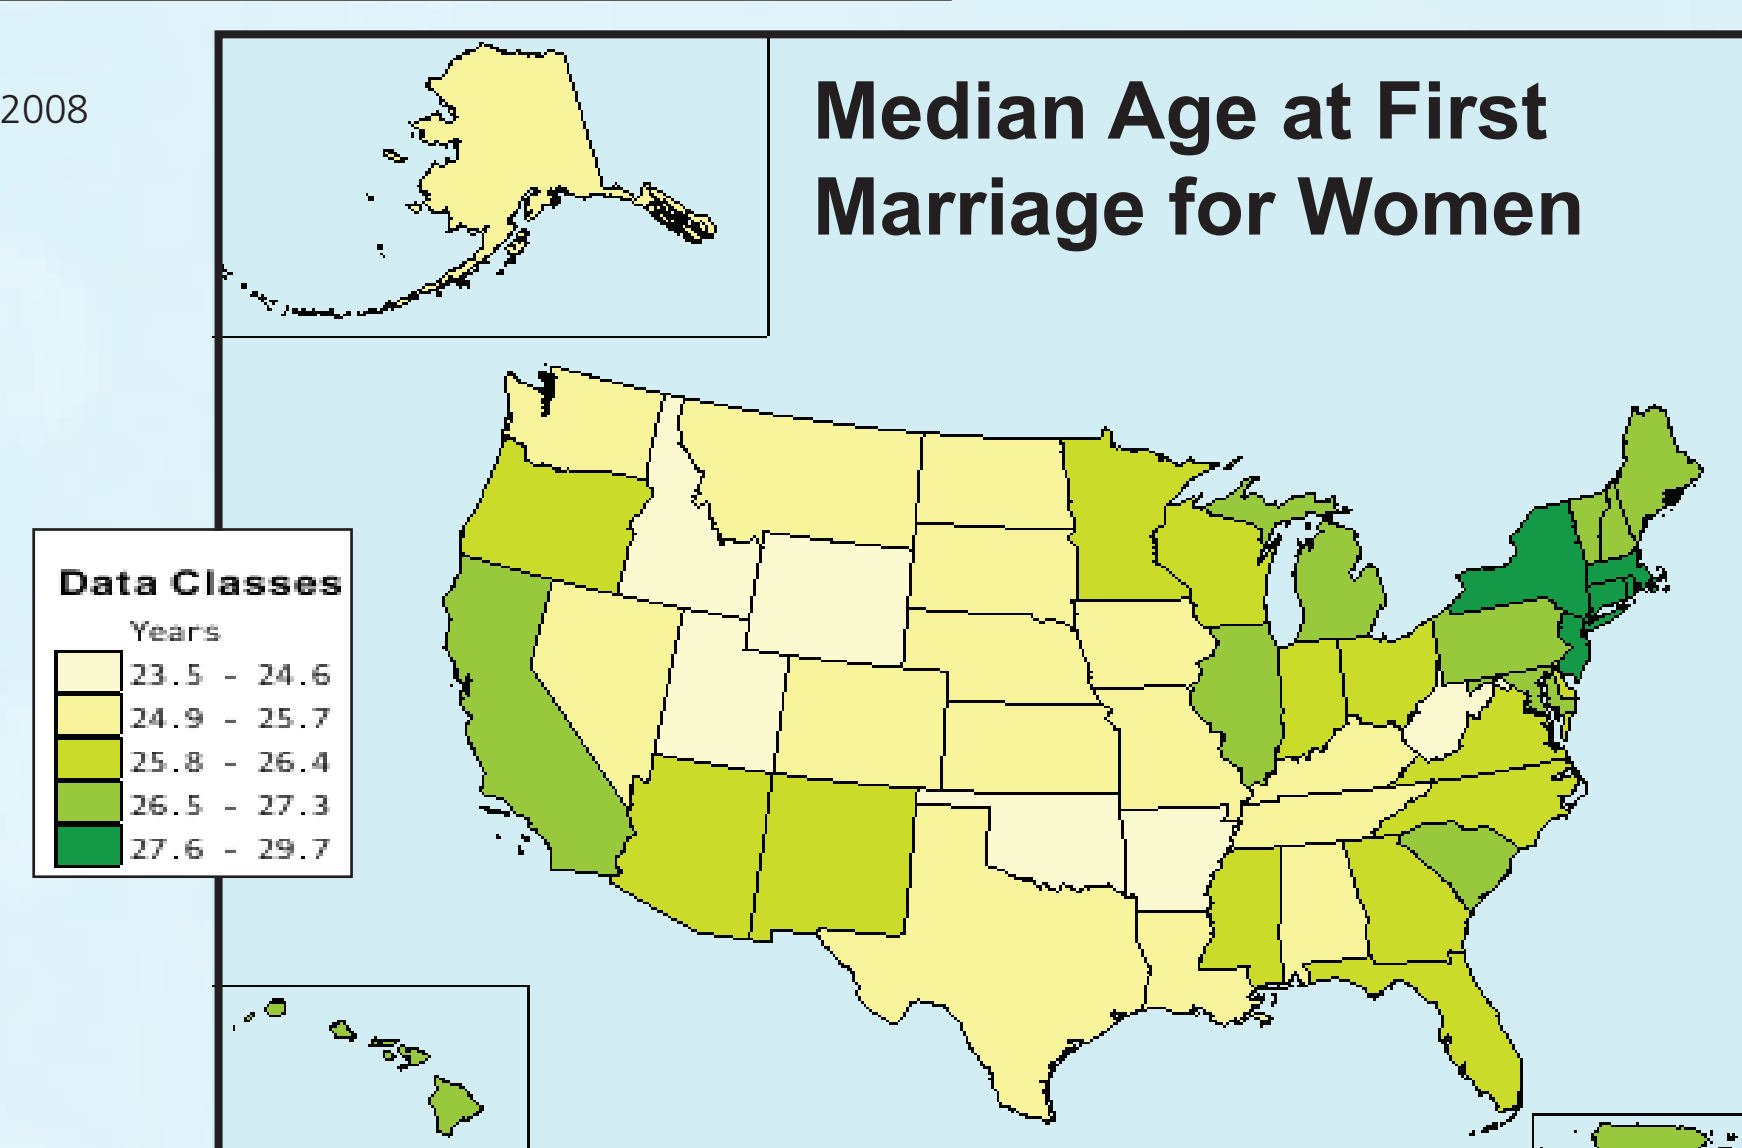 2008
Median Age at First
Marriage for Women
Data Classes
Years
23.5 - 24.6
24.9 - 25.7
25.8 - 26.4
26.5 - 27.3
27.6 - 29.7